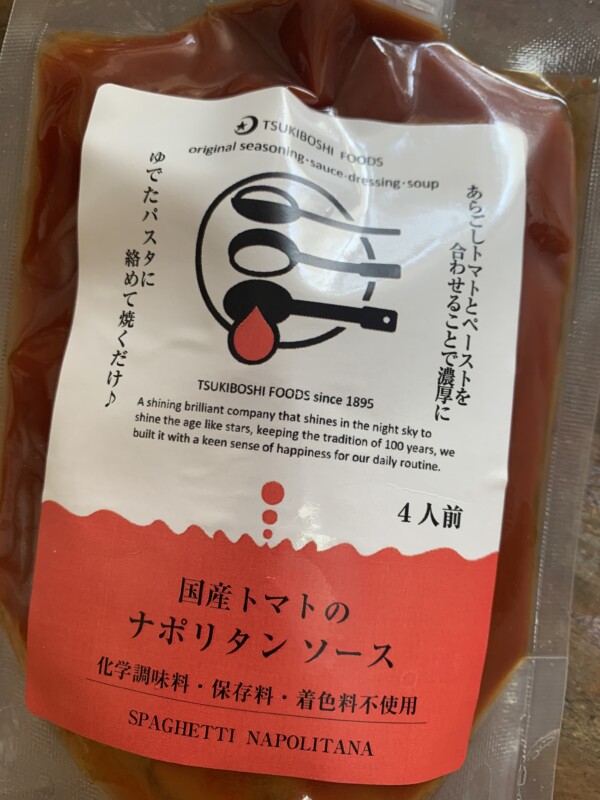 TSUKIBOSHI FOODS
original seasoning・sauce・dressing・soup
あらごしトマトとペーストを
合わせることで濃厚に
ゆでたパスタに
絡めて焼くだけ♪
TSUKIBOSHI FOODS since 1895
A shining brilliant company that shines in the night sky to
shine the age like stars, keeping the tradition of 100 years, we
built it with a keen sense of happiness for our daily routine.
4人前
国産トマトの
ナポリタン ソース
化学調味料・保存料・着色料不使用
SPAGHETTI NAPOLITANA